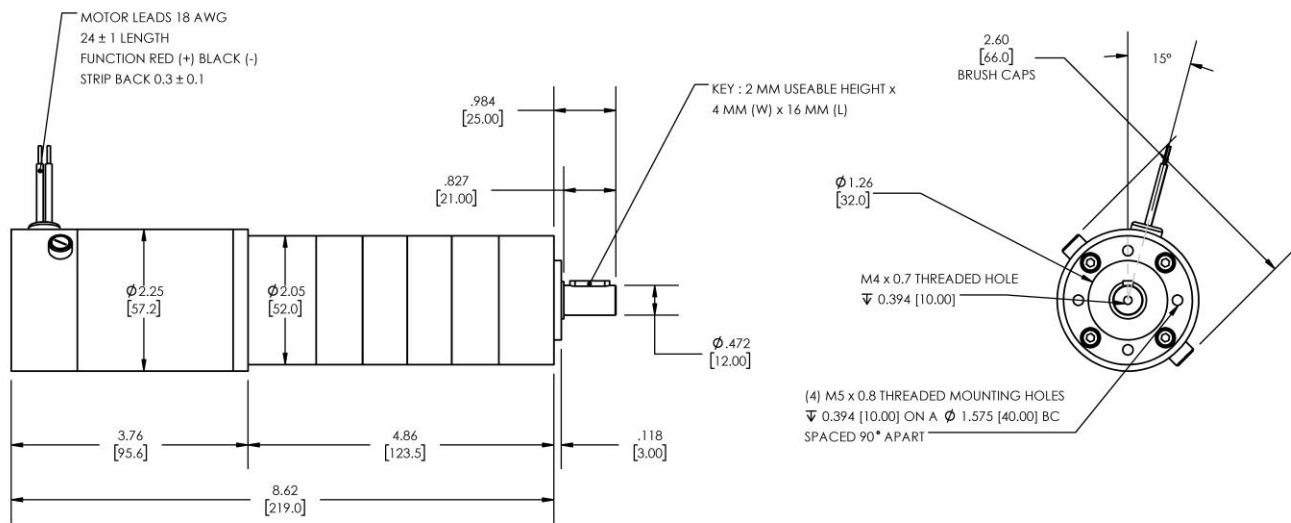 MOTOR LEADS 18 AWG
24 ± 1 LENGTH
FUNCTION RED (+) BLACK (-)
STRIP BACK 0.3 ± 0.1
.984
[25.00]
KEY : 2 MM USEABLE HEIGHT x
4 MM (W) x 16 MM (L)
.827
[21.00]
Ø2.25
[57.2]
Ø2.05
[52.0]
Ø.472
[12.00]
3.76
[95.6]
4.86
[123.5]
.118
[3.00]
8.62
[219.0]
2.60
[66.0]
BRUSH CAPS
15°
Ø1.26
[32.0]
M4 x 0.7 THREADED HOLE
↧ 0.394 [10.00]
(4) M5 x 0.8 THREADED MOUNTING HOLES
↧ 0.394 [10.00] ON A Ø 1.575 [40.00] BC
SPACED 90° APART